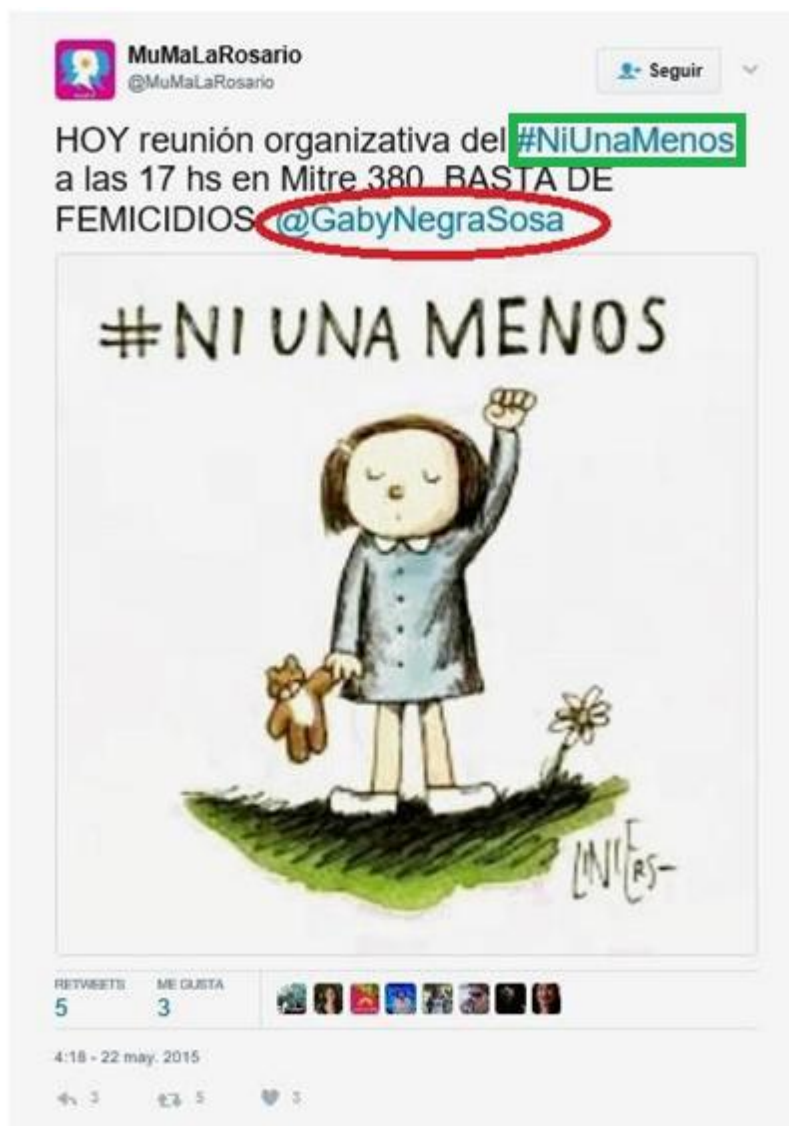 MuMaLaRosario
@MuMaLaRosario
Seguir
HOY reunión organizativa del #NiUnaMenos
a las 17 hs en Mitre 380 BASTA DE
FEMICIDIOS @GabyNegraSosa
#NI UNA MENOS
LINIERS-
RETWEETS
ME GUSTA
5
3
4:18 - 22 may. 2015
3
5
3